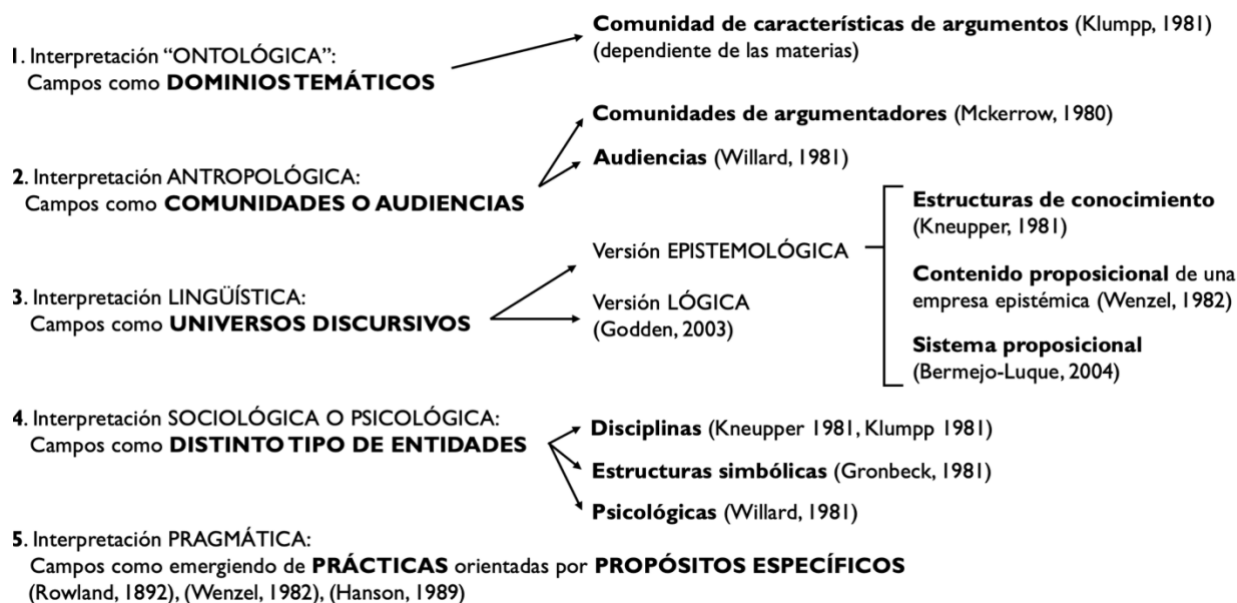 1. Interpretación “ONTOLÓGICA”:
Campos como DOMINIOS TEMÁTICOS
Comunidad de características de argumentos (Klumpp, 1981)
(dependiente de las materias)
2. Interpretación ANTROPOLÓGICA:
Campos como COMUNIDADES O AUDIENCIAS
Comunidades de argumentadores (Mckerrow, 1980)
Audiencias (Willard, 1981)
3. Interpretación LINGÜÍSTICA:
Campos como UNIVERSOS DISCURSIVOS
Versión EPISTEMOLÓGICA
Estructuras de conocimiento
(Kneupper, 1981)
Contenido proposicional de una
empresa epistémica (Wenzel, 1982)
Sistema proposicional
(Bermejo-Luque, 2004)
Versión LÓGICA
(Godden, 2003)
4. Interpretación SOCIOLÓGICA O PSICOLÓGICA:
Campos como DISTINTO TIPO DE ENTIDADES
Disciplinas (Kneupper 1981, Klumpp 1981)
Estructuras simbólicas (Gronbeck, 1981)
Psicológicas (Willard, 1981)
5. Interpretación PRAGMÁTICA:
Campos como emergiendo de PRÁCTICAS orientadas por PROPÓSITOS ESPECÍFICOS
(Rowland, 1892), (Wenzel, 1982), (Hanson, 1989)